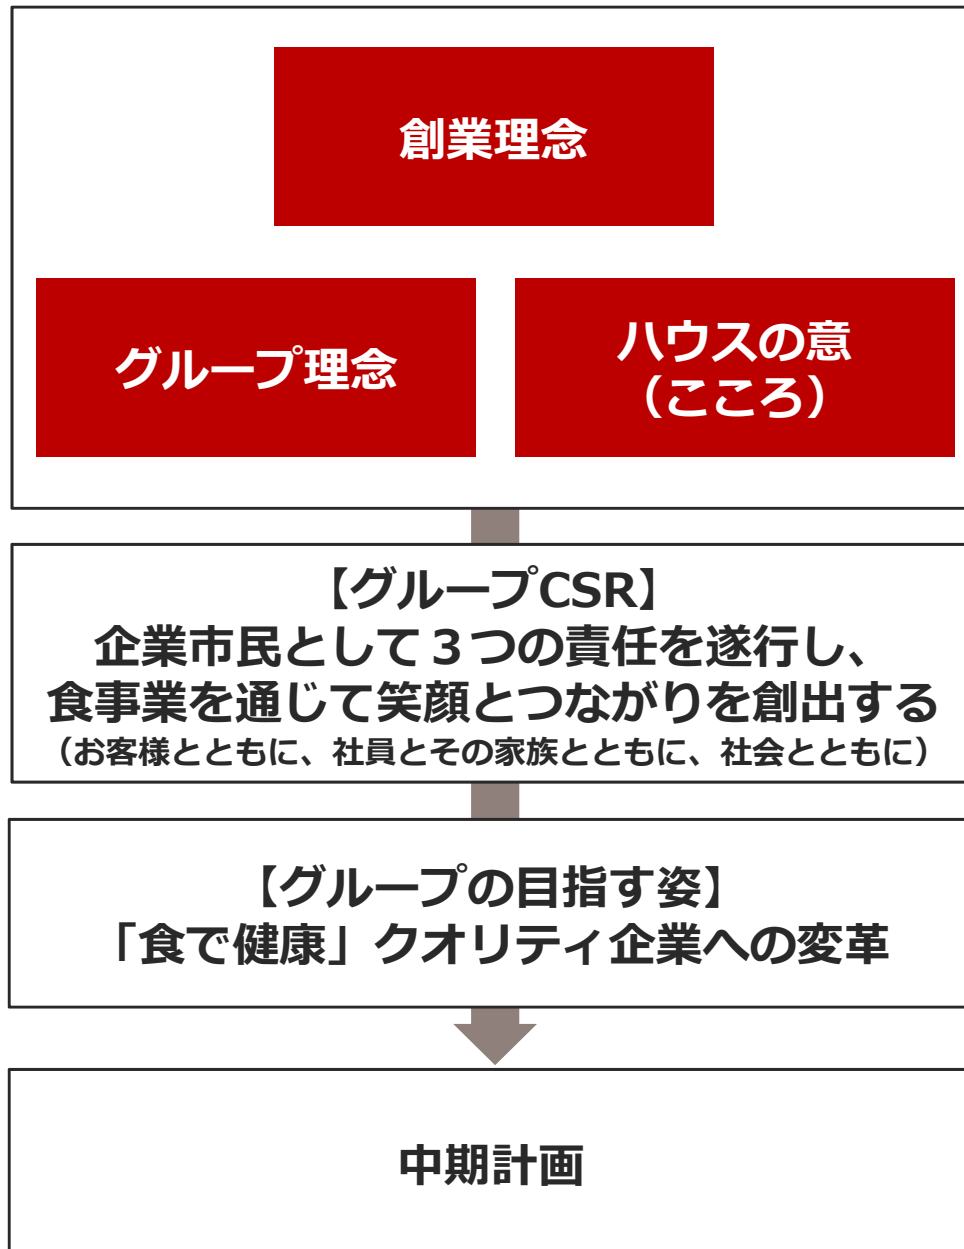 創業理念
グループ理念
ハウスの意
（こころ）
【グループCSR】
企業市民として３つの責任を遂行し、
食事業を通じて笑顔とつながりを創出する
（お客様とともに、社員とその家族とともに、社会とともに）
【グループの目指す姿】
「食で健康」クオリティ企業への変革
中期計画